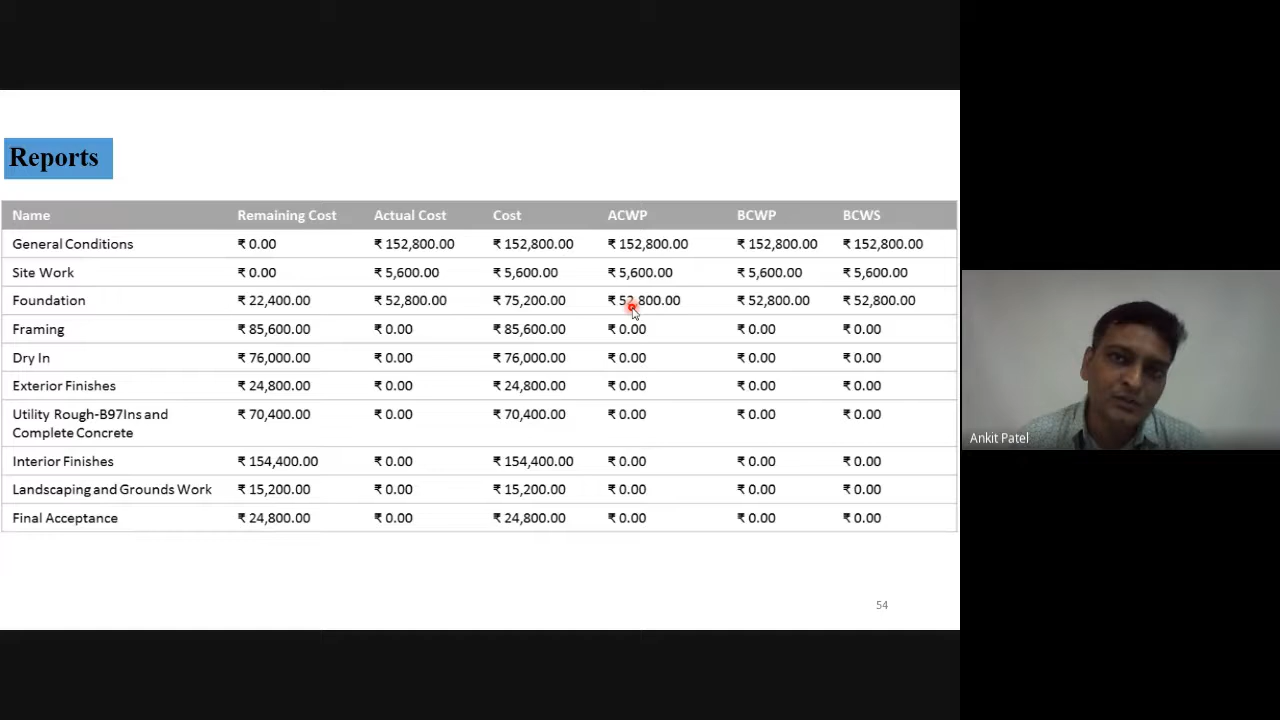 Reports
Name Remaining Cost Actual Cost Cost ACWP BCWP BCWS
General Conditions ₹ 0.00 ₹ 152,800.00 ₹ 152,800.00 ₹ 152,800.00 ₹ 152,800.00 ₹ 152,800.00
Site Work ₹ 0.00 ₹ 5,600.00 ₹ 5,600.00 ₹ 5,600.00 ₹ 5,600.00 ₹ 5,600.00
Foundation ₹ 22,400.00 ₹ 52,800.00 ₹ 75,200.00 ₹ 52,800.00 ₹ 52,800.00 ₹ 52,800.00
Framing ₹ 85,600.00 ₹ 0.00 ₹ 85,600.00 ₹ 0.00 ₹ 0.00 ₹ 0.00
Dry In ₹ 76,000.00 ₹ 0.00 ₹ 76,000.00 ₹ 0.00 ₹ 0.00 ₹ 0.00
Exterior Finishes ₹ 24,800.00 ₹ 0.00 ₹ 24,800.00 ₹ 0.00 ₹ 0.00 ₹ 0.00
Utility Rough-B97Ins and ₹ 70,400.00 ₹ 0.00 ₹ 70,400.00 ₹ 0.00 ₹ 0.00 ₹ 0.00
Complete Concrete
Interior Finishes ₹ 154,400.00 ₹ 0.00 ₹ 154,400.00 ₹ 0.00 ₹ 0.00 ₹ 0.00
Landscaping and Grounds Work ₹ 15,200.00 ₹ 0.00 ₹ 15,200.00 ₹ 0.00 ₹ 0.00 ₹ 0.00
Final Acceptance ₹ 24,800.00 ₹ 0.00 ₹ 24,800.00 ₹ 0.00 ₹ 0.00 ₹ 0.00
54
Ankit Patel